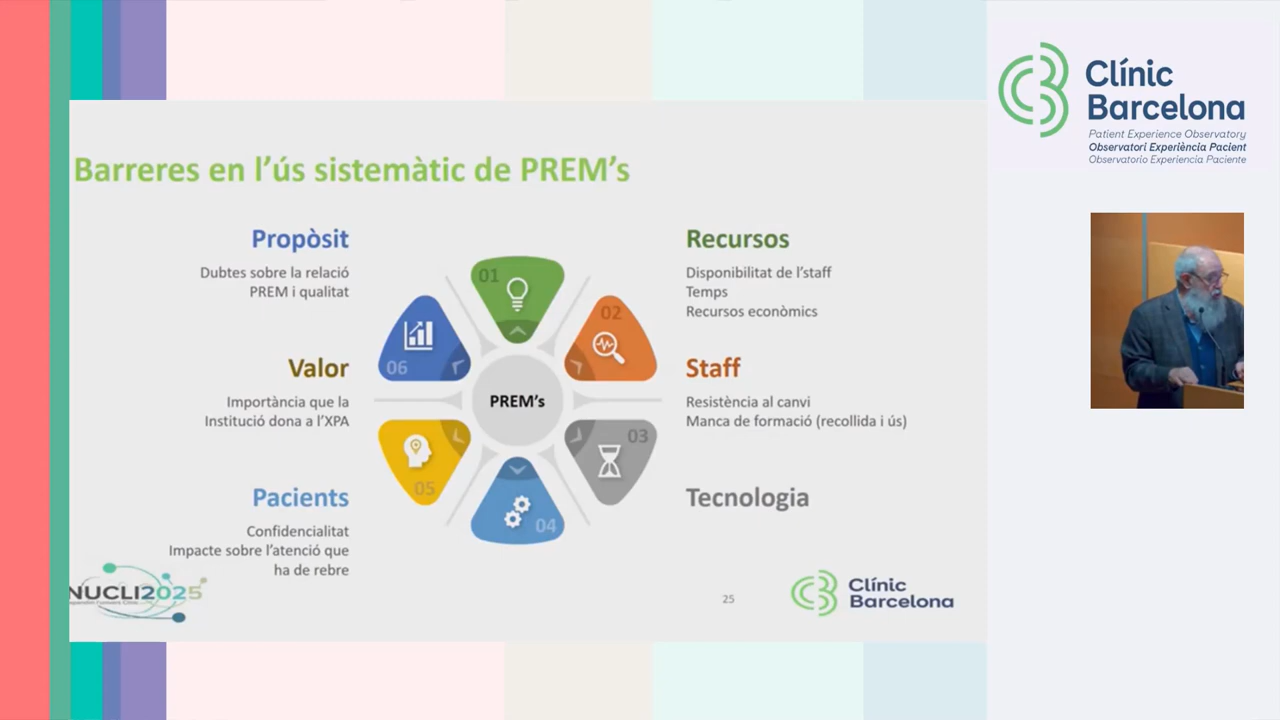 Clínic
Barcelona
Patient Experience Observatory
Observatori Experiència Pacient
Observatorio Experiencia Paciente
Barreres en l’ús sistemàtic de PREM’s
Propòsit
Dubtes sobre la relació
PREM i qualitat
Valor
Importància que la
Institució dona a l’XPA
Pacients
Confidencialitat
Impacte sobre l’atenció que
ha de rebre
01
02
03
04
05
06
PREM’s
Recursos
Disponibilitat de l’staff
Temps
Recursos econòmics
Staff
Resistència al canvi
Manca de formació (recollida i ús)
Tecnologia
NUCLI2025
25
Clínic
Barcelona